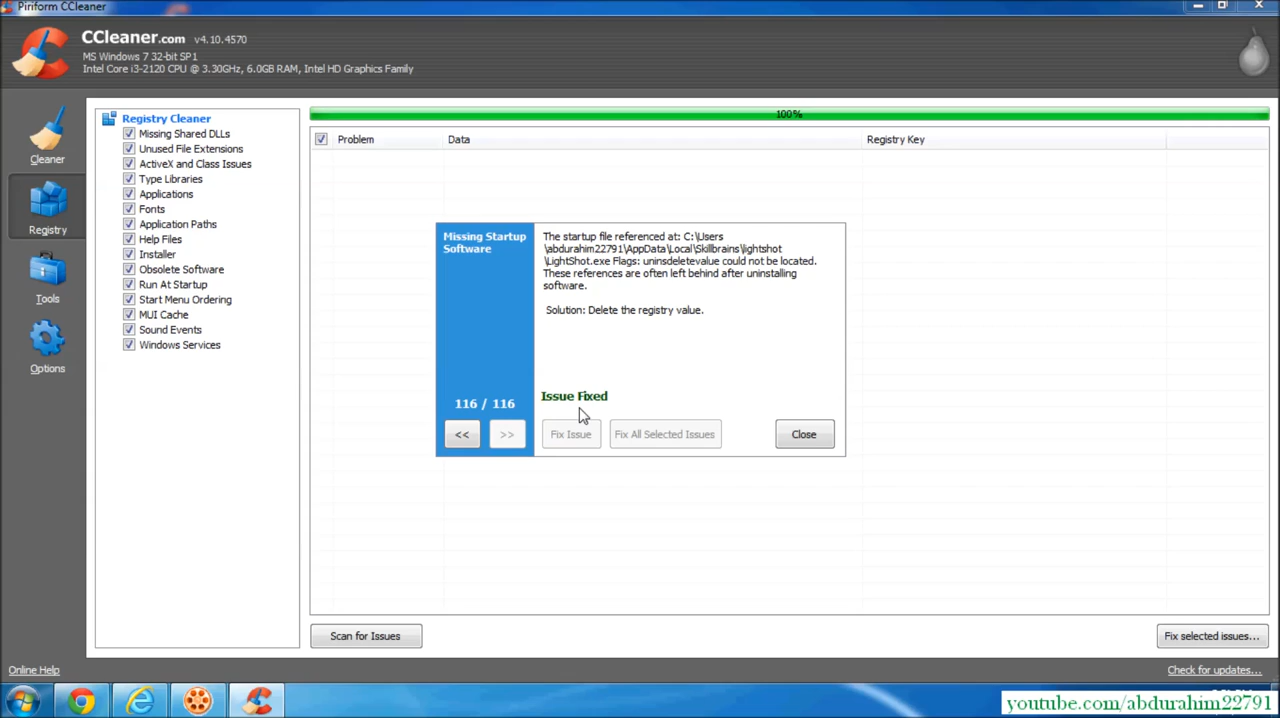 Piriform CCleaner
CCleaner.com v4.10.4570
MS Windows 7 32-bit SP1
Intel Core i3-2120 CPU @ 3.30GHz, 6.0GB RAM, Intel HD Graphics Family
Cleaner
Registry
Tools
Options
Registry Cleaner
Missing Shared DLLs
Unused File Extensions
ActiveX and Class Issues
Type Libraries
Applications
Fonts
Application Paths
Help Files
Installer
Obsolete Software
Run At Startup
Start Menu Ordering
MUI Cache
Sound Events
Windows Services
100%
Problem Data Registry Key
Missing Startup
Software
116 / 116
<< >>
The startup file referenced at: C:\Users
\abdurahim22791\AppData\Local\Skillbrains\lightshot
\LightShot.exe Flags: uninsdeletevalue could not be located.
These references are often left behind after uninstalling
software.
Solution: Delete the registry value.
Issue Fixed
Fix Issue Fix All Selected Issues Close
Scan for Issues Fix selected issues...
Online Help Check for updates...
youtube.com/abdurahim22791